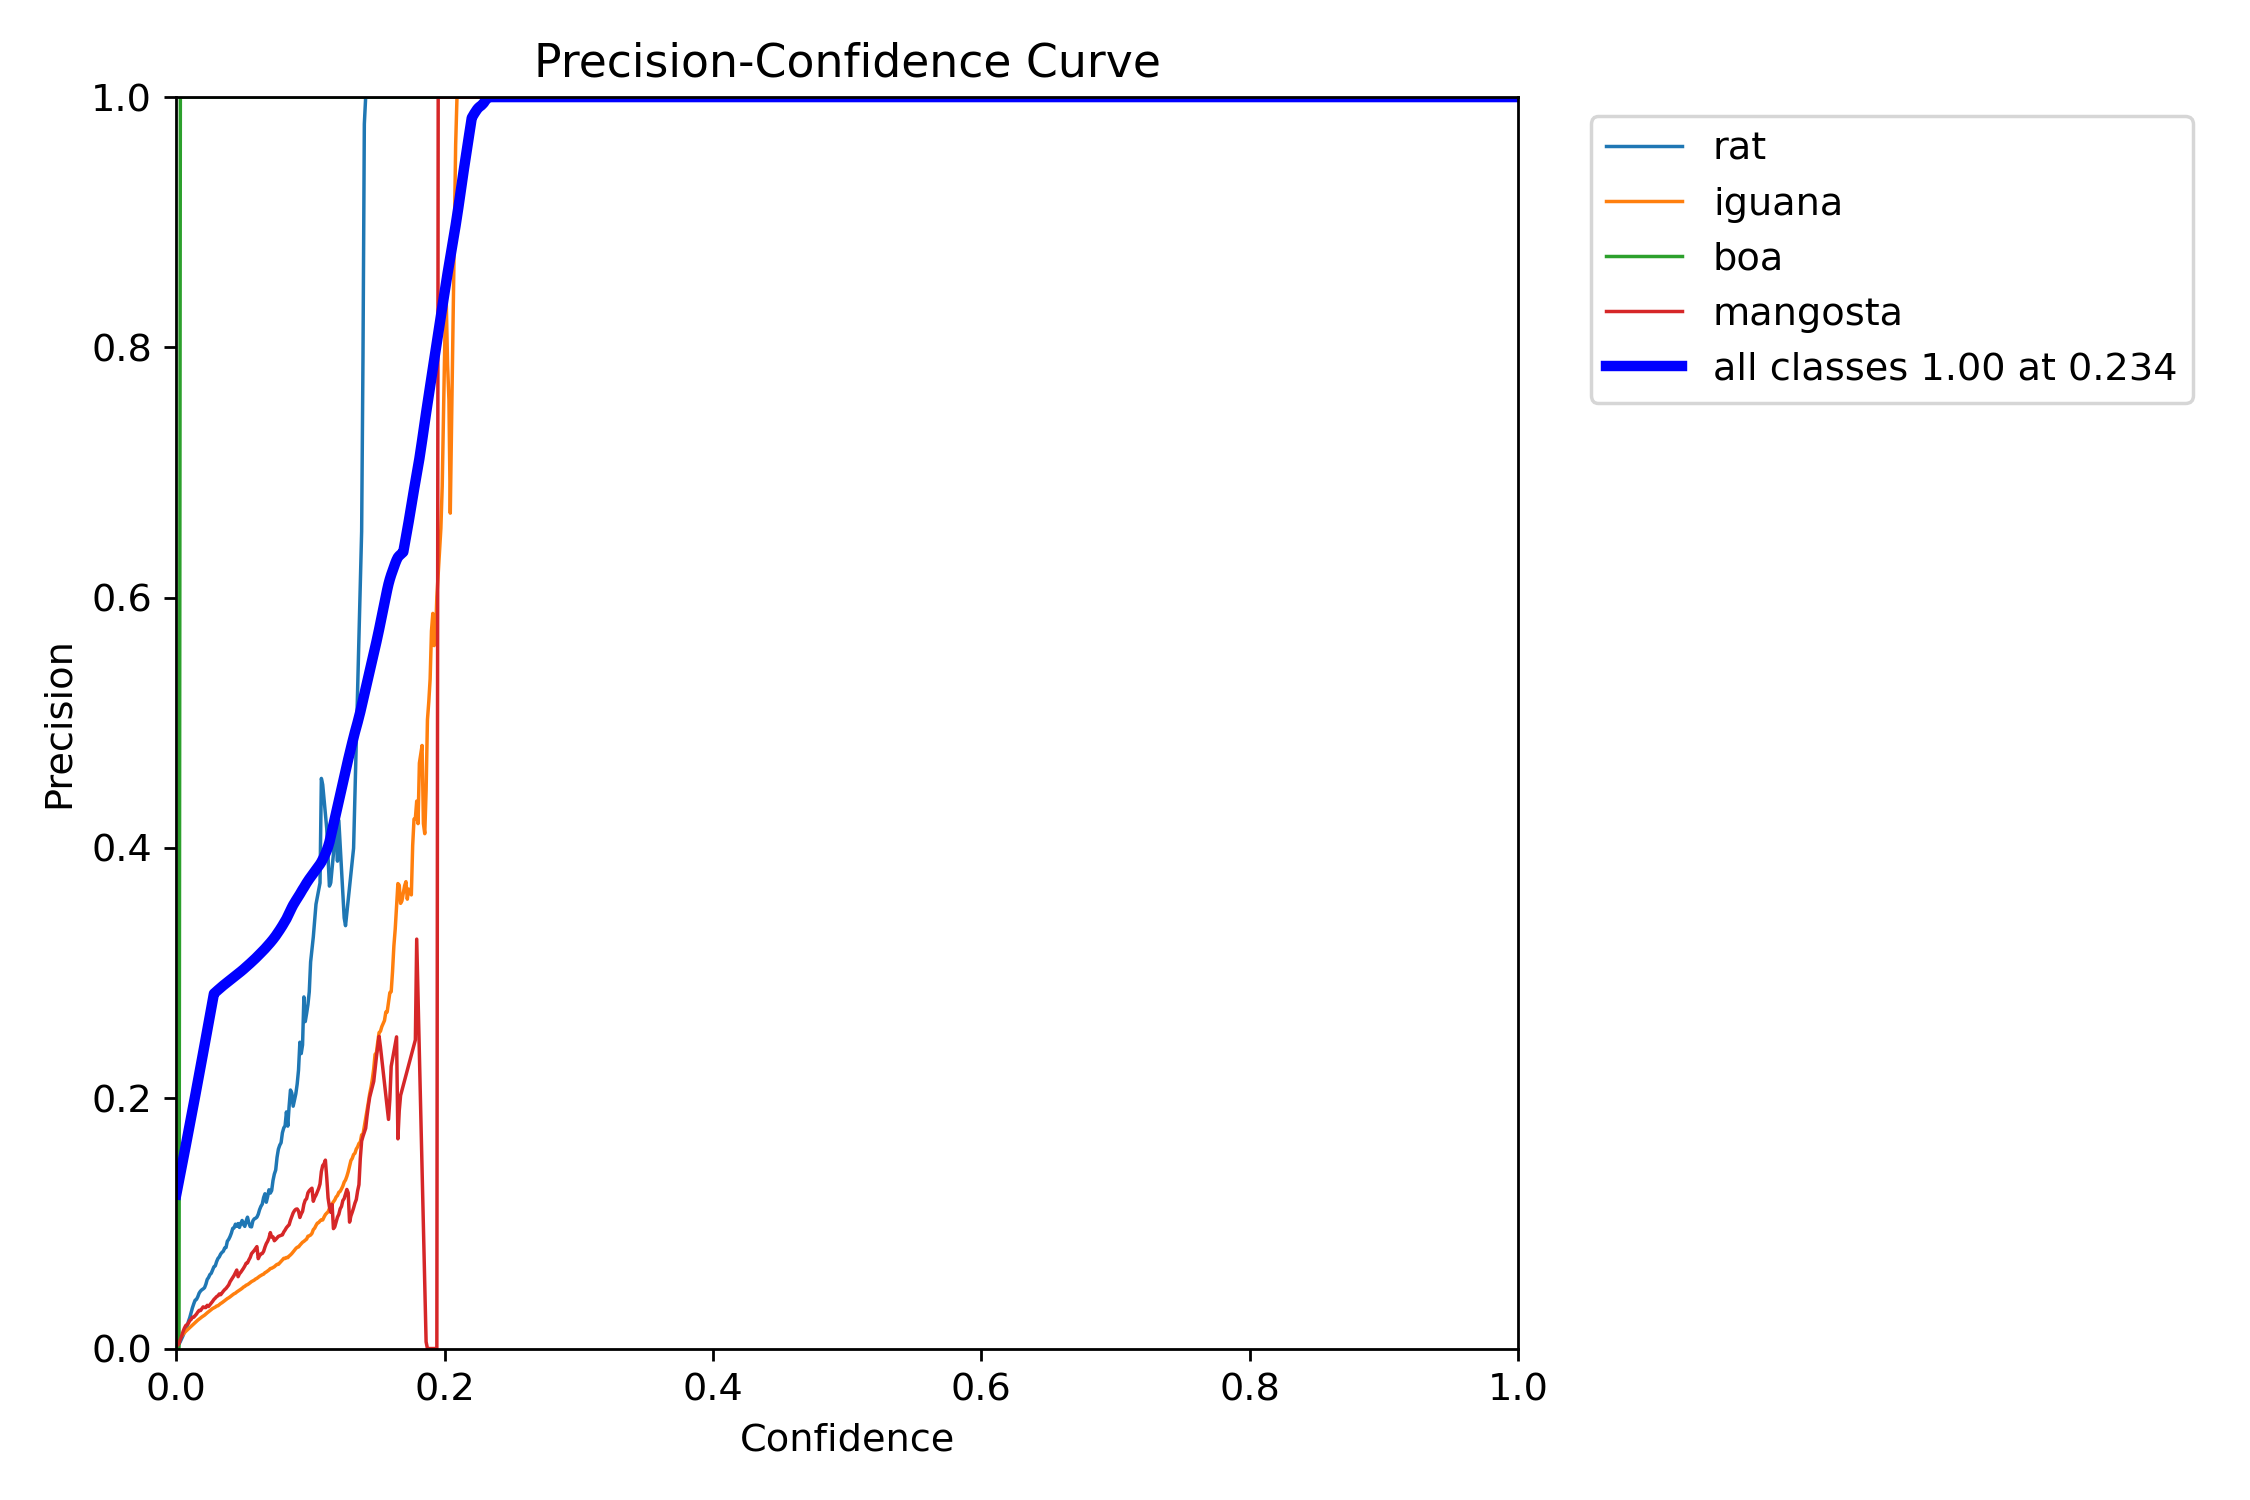 Precision-Confidence Curve
1.0
0.8
0.6
0.4
0.2
0.0
Precision
0.0 0.2 0.4 0.6 0.8 1.0
Confidence
rat
iguana
boa
mangosta
all classes 1.00 at 0.234